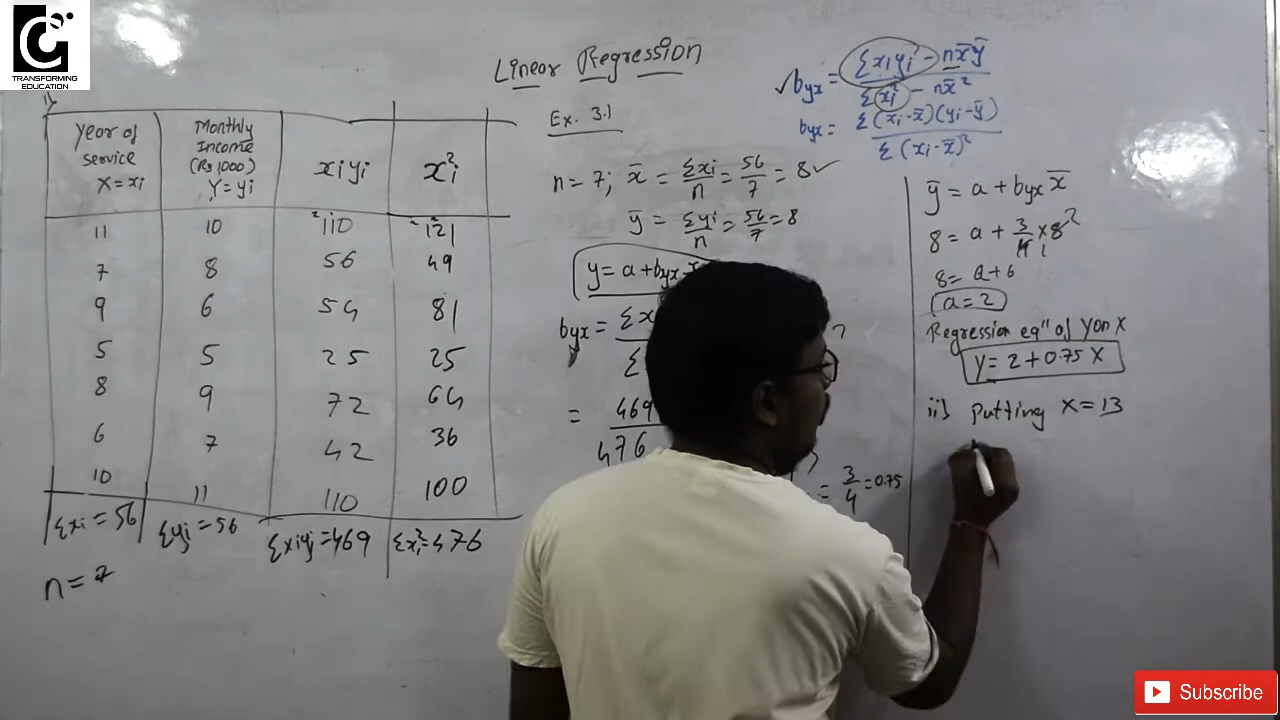 TRANSFORMING
EDUCATION
Linear Regression
Ex. 3.1
byx = Σxiyi - nx̄ȳ / Σxi² - nx̄²
byx = Σ(xi-x̄)(yi-ȳ) / Σ(xi-x̄)²
Year of service X=xi
Monthly Income (Rs 1000) Y=yi
xiyi
xi²
11 10 110 121
7 8 56 49
9 6 54 81
5 5 25 25
8 9 72 64
6 7 42 36
10 11 110 100
Σxi = 56 Σyi = 56 Σxiyi = 469 Σxi² = 476
n = 7
n = 7; x̄ = Σxi/n = 56/7 = 8 ✓
ȳ = Σyi/n = 56/7 = 8
y = a + byx
byx =
= 469
476
= 3/4 = 0.75
ȳ = a + byx x̄
8 = a + 3/4 × 8
8 = a + 6
a = 2
Regression eqⁿ of Y on X
Y = 2 + 0.75 X
ii) Putting X = 13
Subscribe